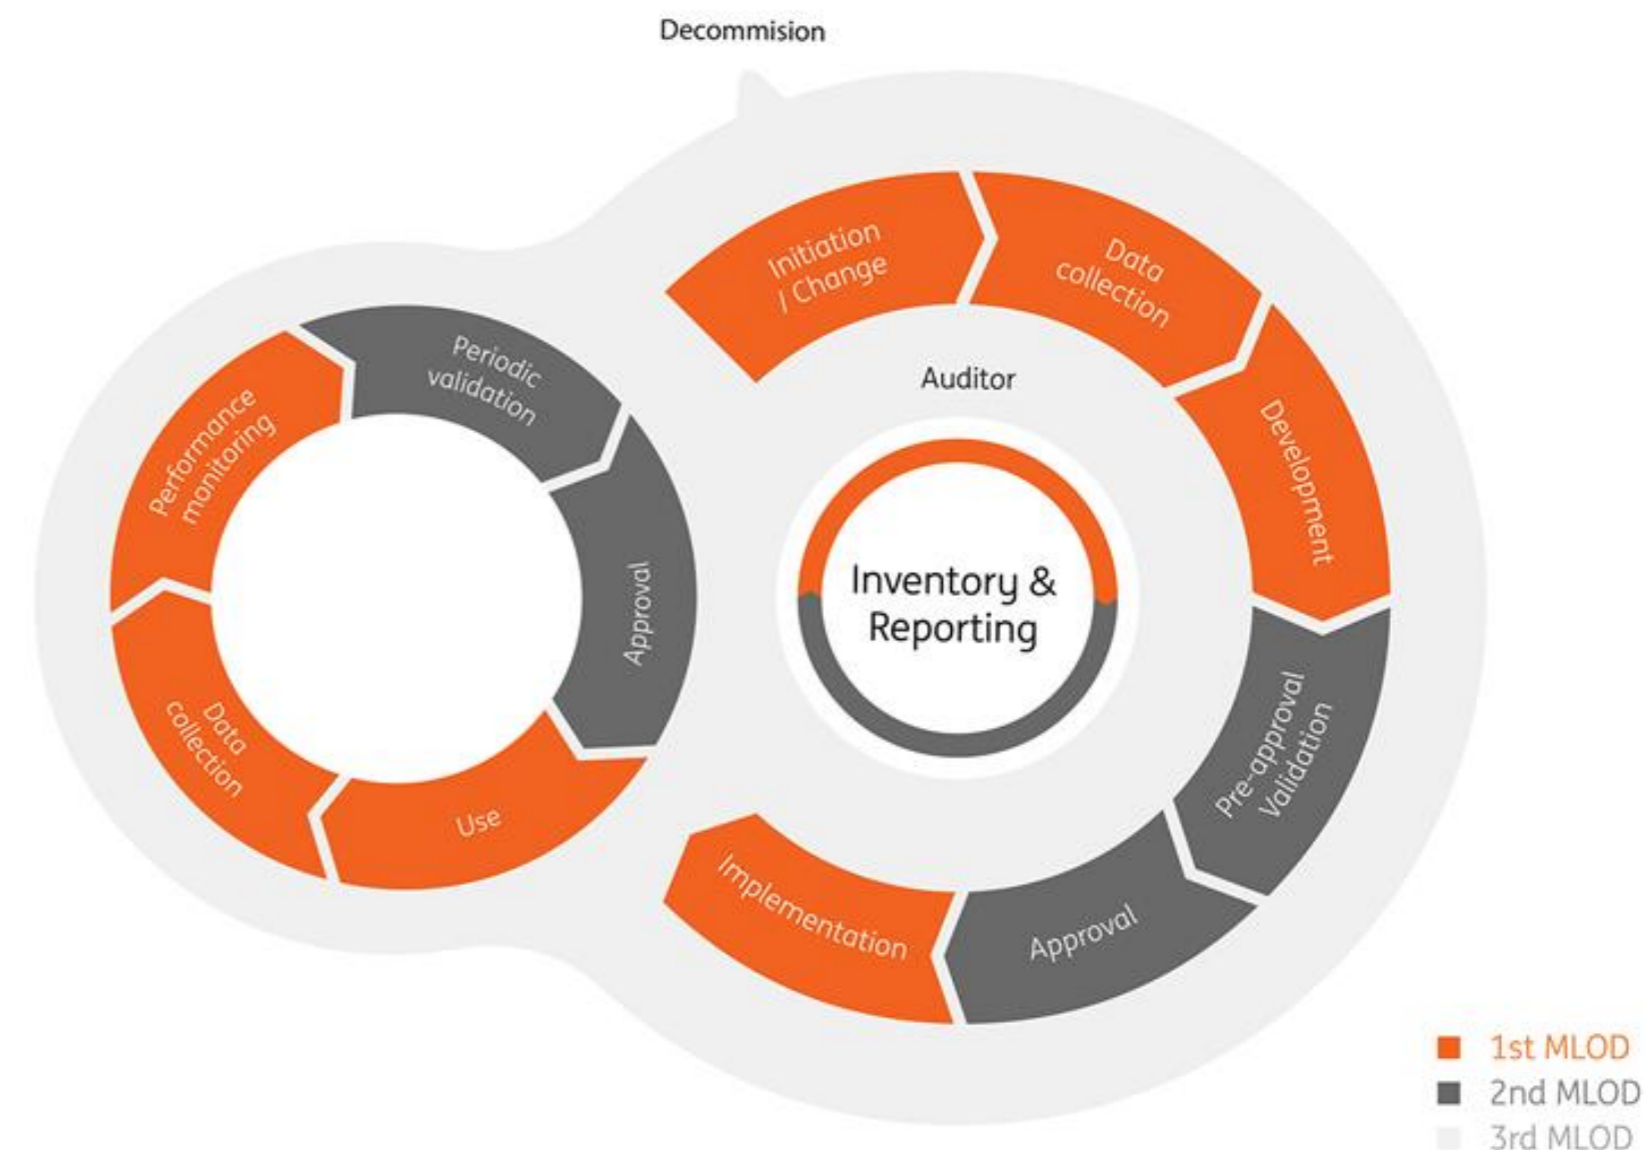 Decommision
Initiation
/ Change
Data
collection
Development
Pre-approval
Validation
Approval
Implementation
Auditor
Inventory &
Reporting
Periodic
validation
Approval
Use
Data
collection
Performance
monitoring
1st MLOD
2nd MLOD
3rd MLOD